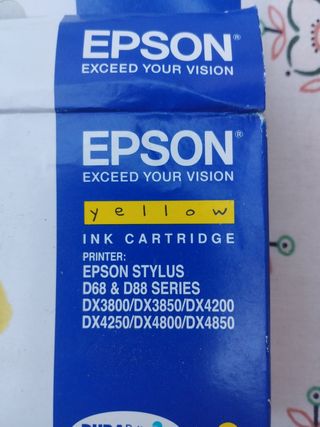 EPSON®
EXCEED YOUR VISION
EPSON®
EXCEED YOUR VISION
yellow
INK CARTRIDGE
PRINTER:
EPSON STYLUS
D68 & D88 SERIES
DX3800/DX3850/DX4200
DX4250/DX4800/DX4850